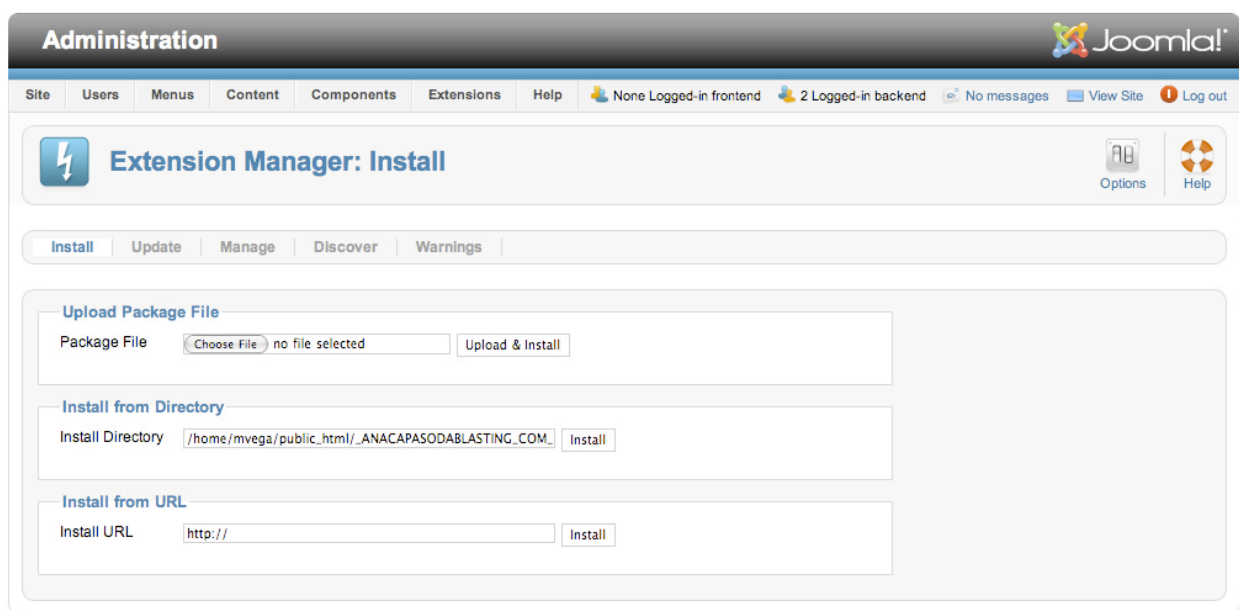 Administration
Joomla!
Site Users Menus Content Components Extensions Help None Logged-in frontend 2 Logged-in backend No messages View Site Log out
Extension Manager: Install
Options
Help
Install Update Manage Discover Warnings
Upload Package File
Package File Choose File no file selected Upload & Install
Install from Directory
Install Directory /home/mvega/public_html/_ANACAPASODABLASTING_COM_ Install
Install from URL
Install URL http:// Install